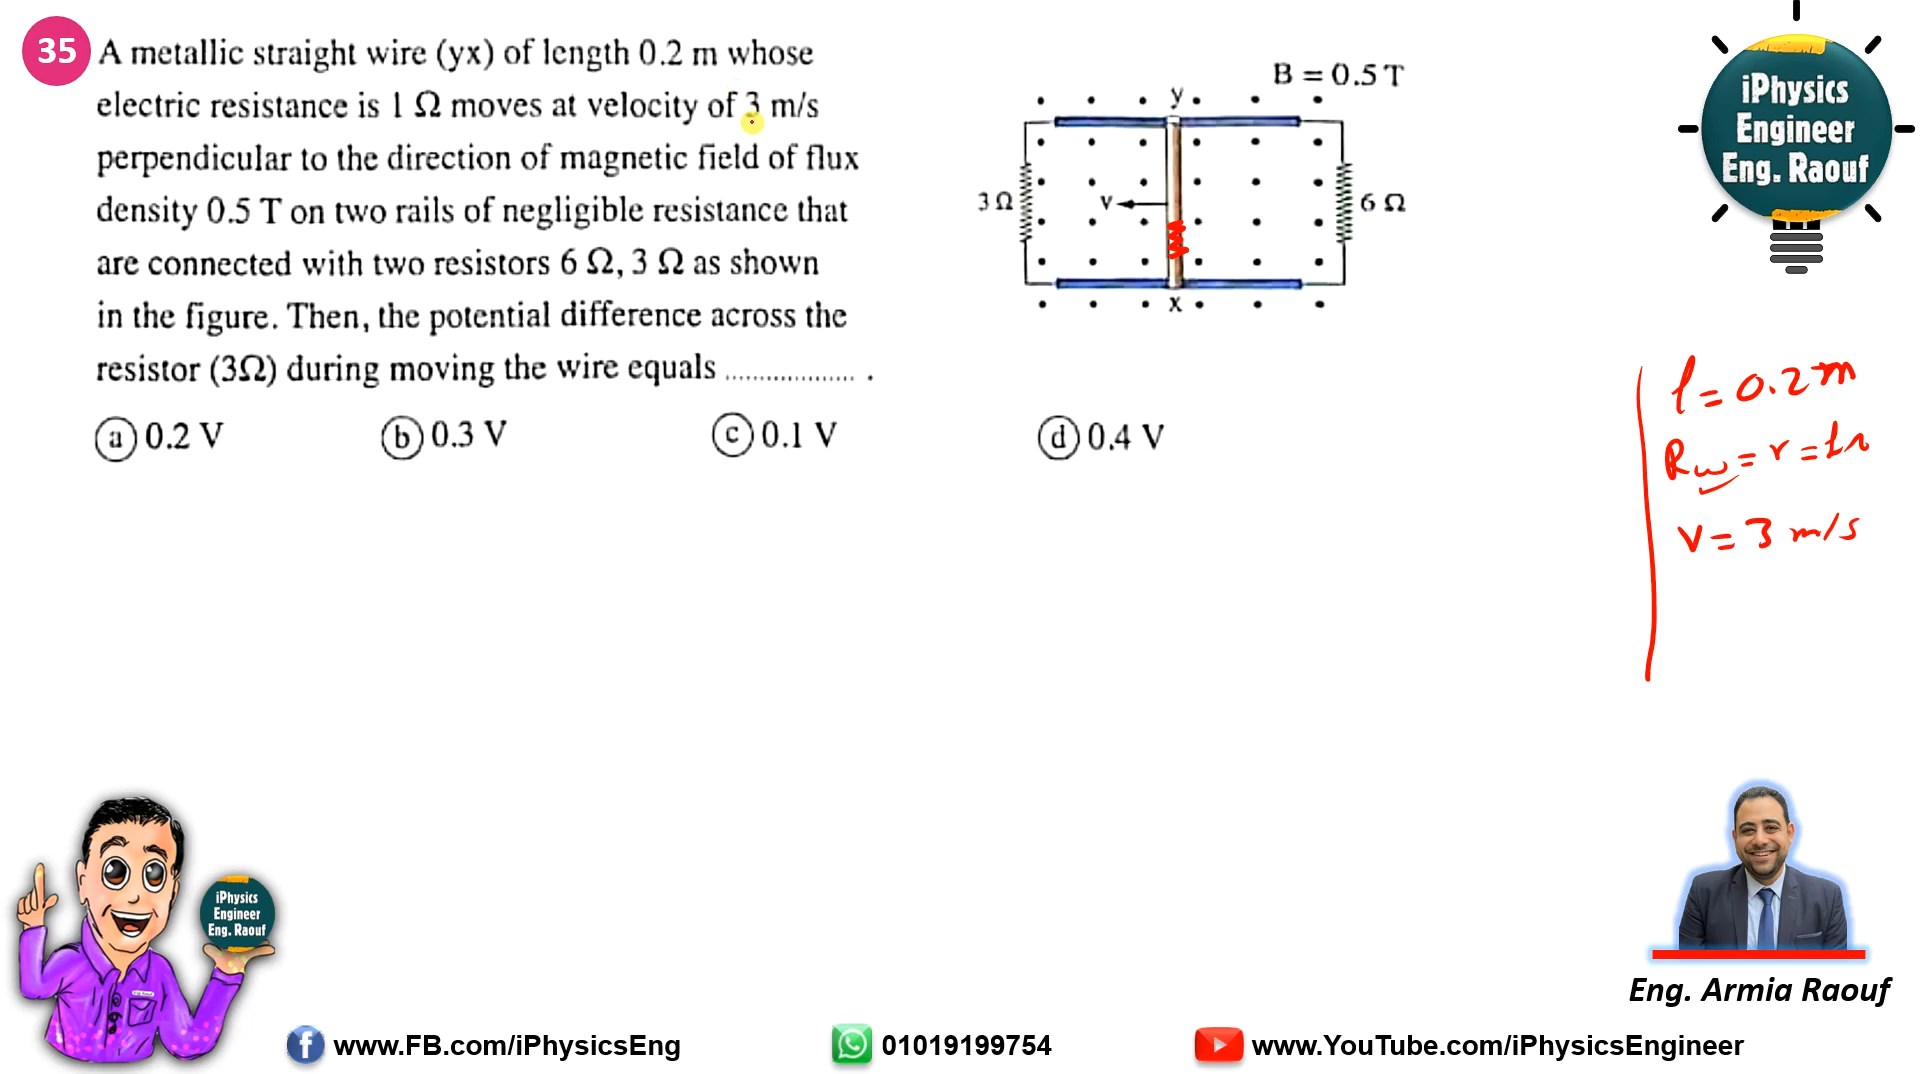 35 A metallic straight wire (yx) of length 0.2 m whose
electric resistance is 1 Ω moves at velocity of 3 m/s
perpendicular to the direction of magnetic field of flux
density 0.5 T on two rails of negligible resistance that
are connected with two resistors 6 Ω, 3 Ω as shown
in the figure. Then, the potential difference across the
resistor (3Ω) during moving the wire equals ................... .
a 0.2 V b 0.3 V c 0.1 V d 0.4 V
B = 0.5 T
y
3 Ω
v
6 Ω
x
iPhysics
Engineer
Eng. Raouf
l = 0.2 m
Rw = r = 1Ω
v = 3 m/s
iPhysics
Engineer
Eng. Raouf
Eng. Armia Raouf
www.FB.com/iPhysicsEng
01019199754
www.YouTube.com/iPhysicsEngineer